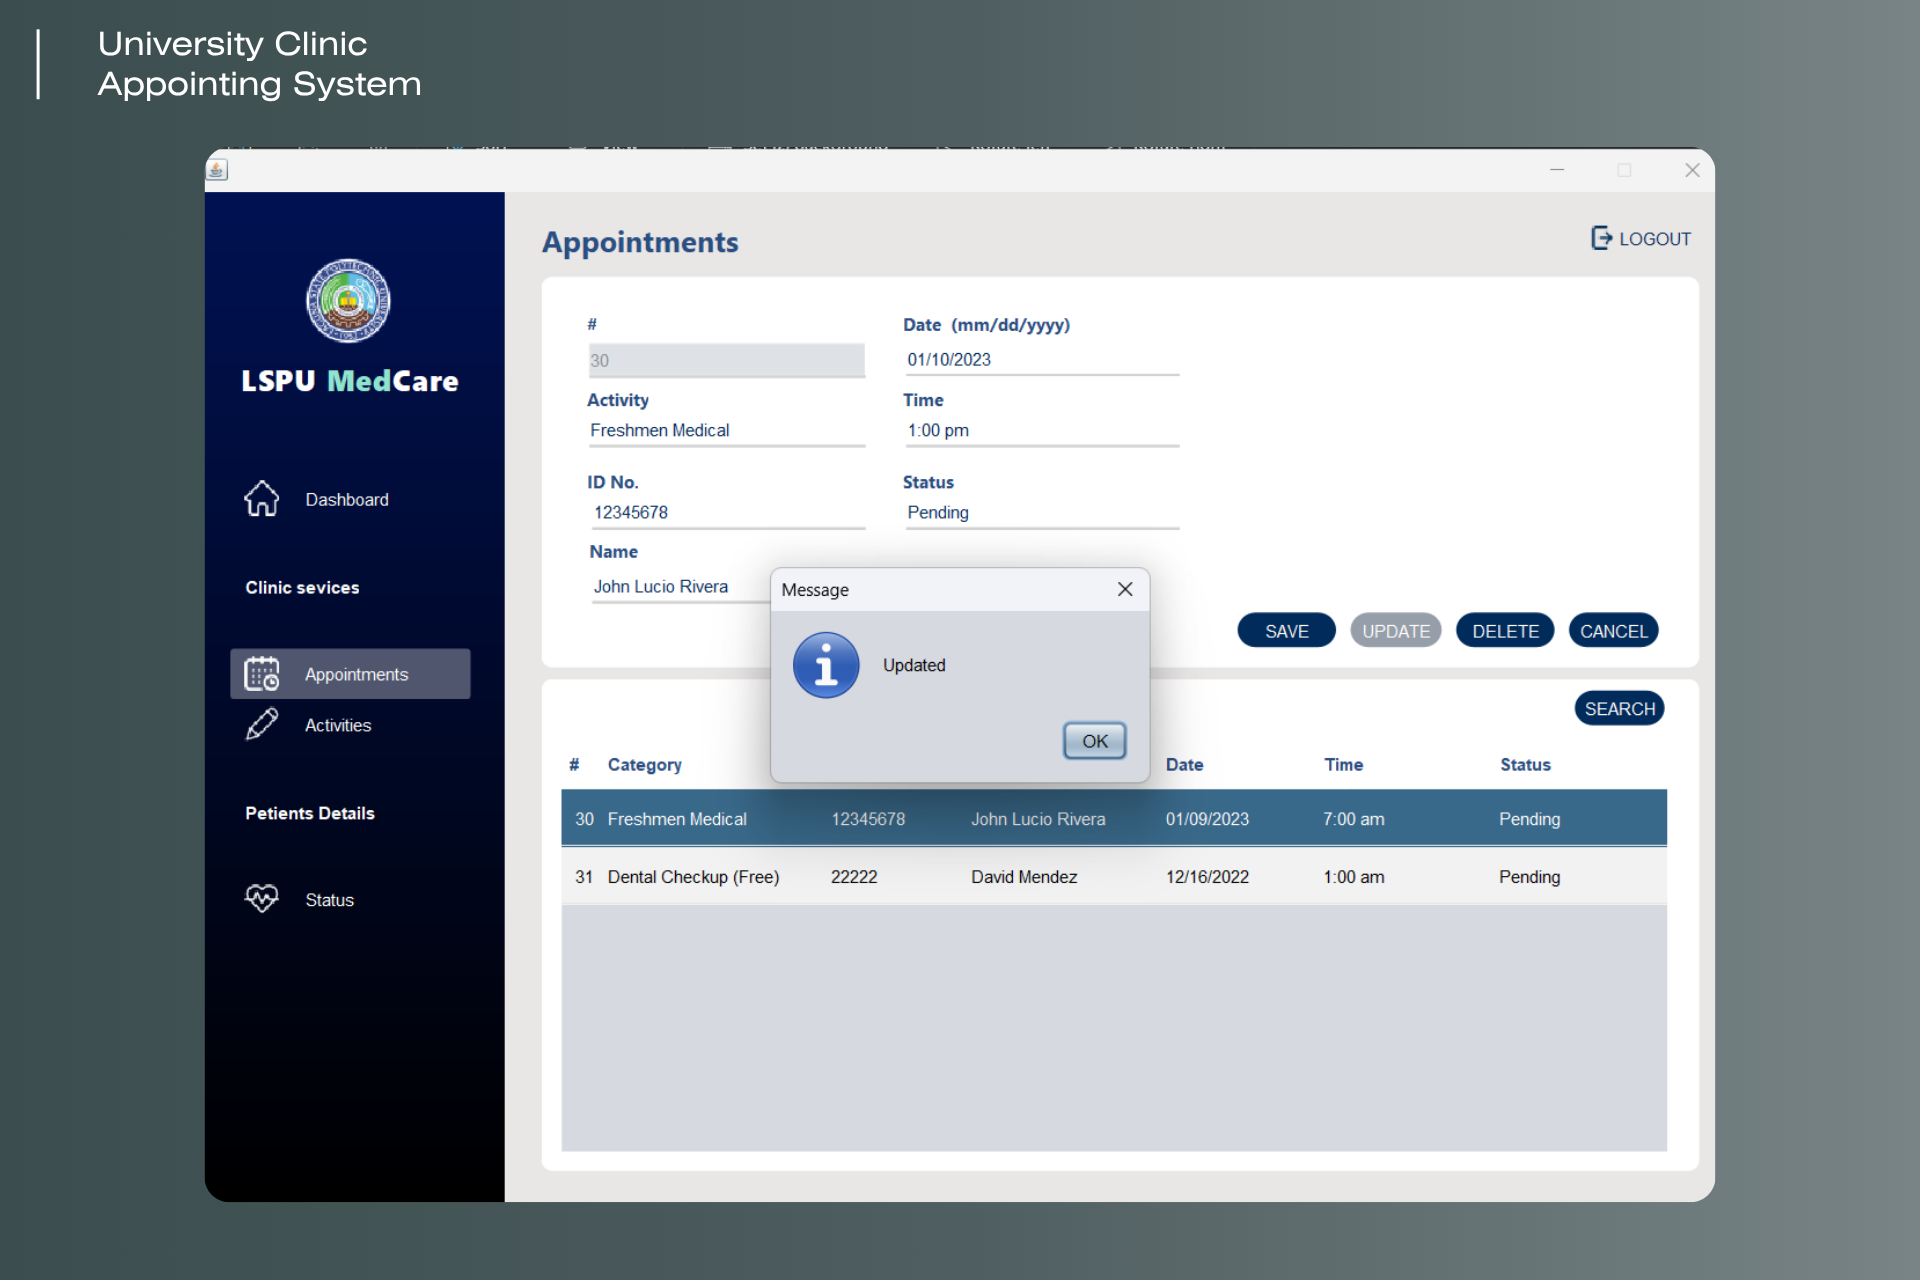 University Clinic
Appointing System
Appointments
LOGOUT
LSPU MedCare
Dashboard
Clinic sevices
Appointments
Activities
Petients Details
Status
#
30
Date (mm/dd/yyyy)
01/10/2023
Activity
Freshmen Medical
Time
1:00 pm
ID No.
12345678
Status
Pending
Name
John Lucio Rivera
SAVE UPDATE DELETE CANCEL
Message
Updated
OK
SEARCH
# Category Date Time Status
30 Freshmen Medical 12345678 John Lucio Rivera 01/09/2023 7:00 am Pending
31 Dental Checkup (Free) 22222 David Mendez 12/16/2022 1:00 am Pending